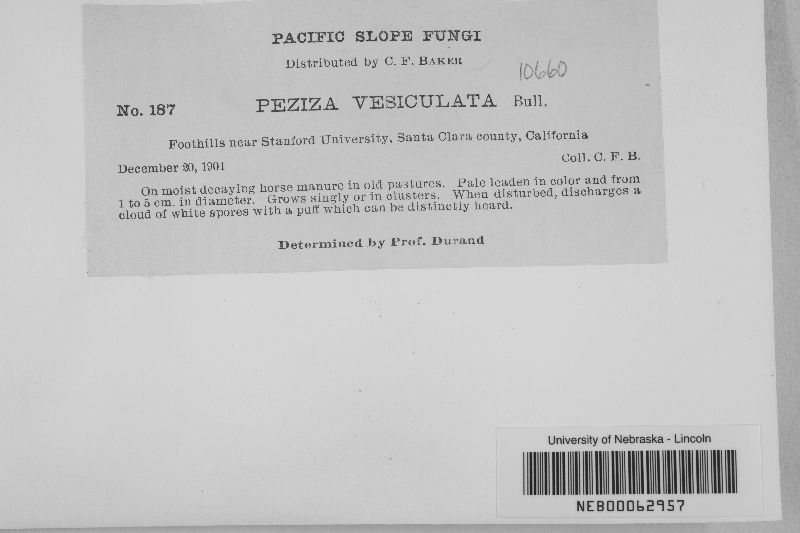 PACIFIC SLOPE FUNGI
Distributed by C. F. BAKER
10660
No. 187 PEZIZA VESICULATA Bull.
Foothills near Stanford University, Santa Clara county, California
December 20, 1901 Coll. C. F. B.
On moist decaying horse manure in old pastures. Pale leaden in color and from
1 to 5 cm. in diameter. Grows singly or in clusters. When disturbed, discharges a
cloud of white spores with a puff which can be distinctly heard.
Determined by Prof. Durand
University of Nebraska - Lincoln
NEB00062957